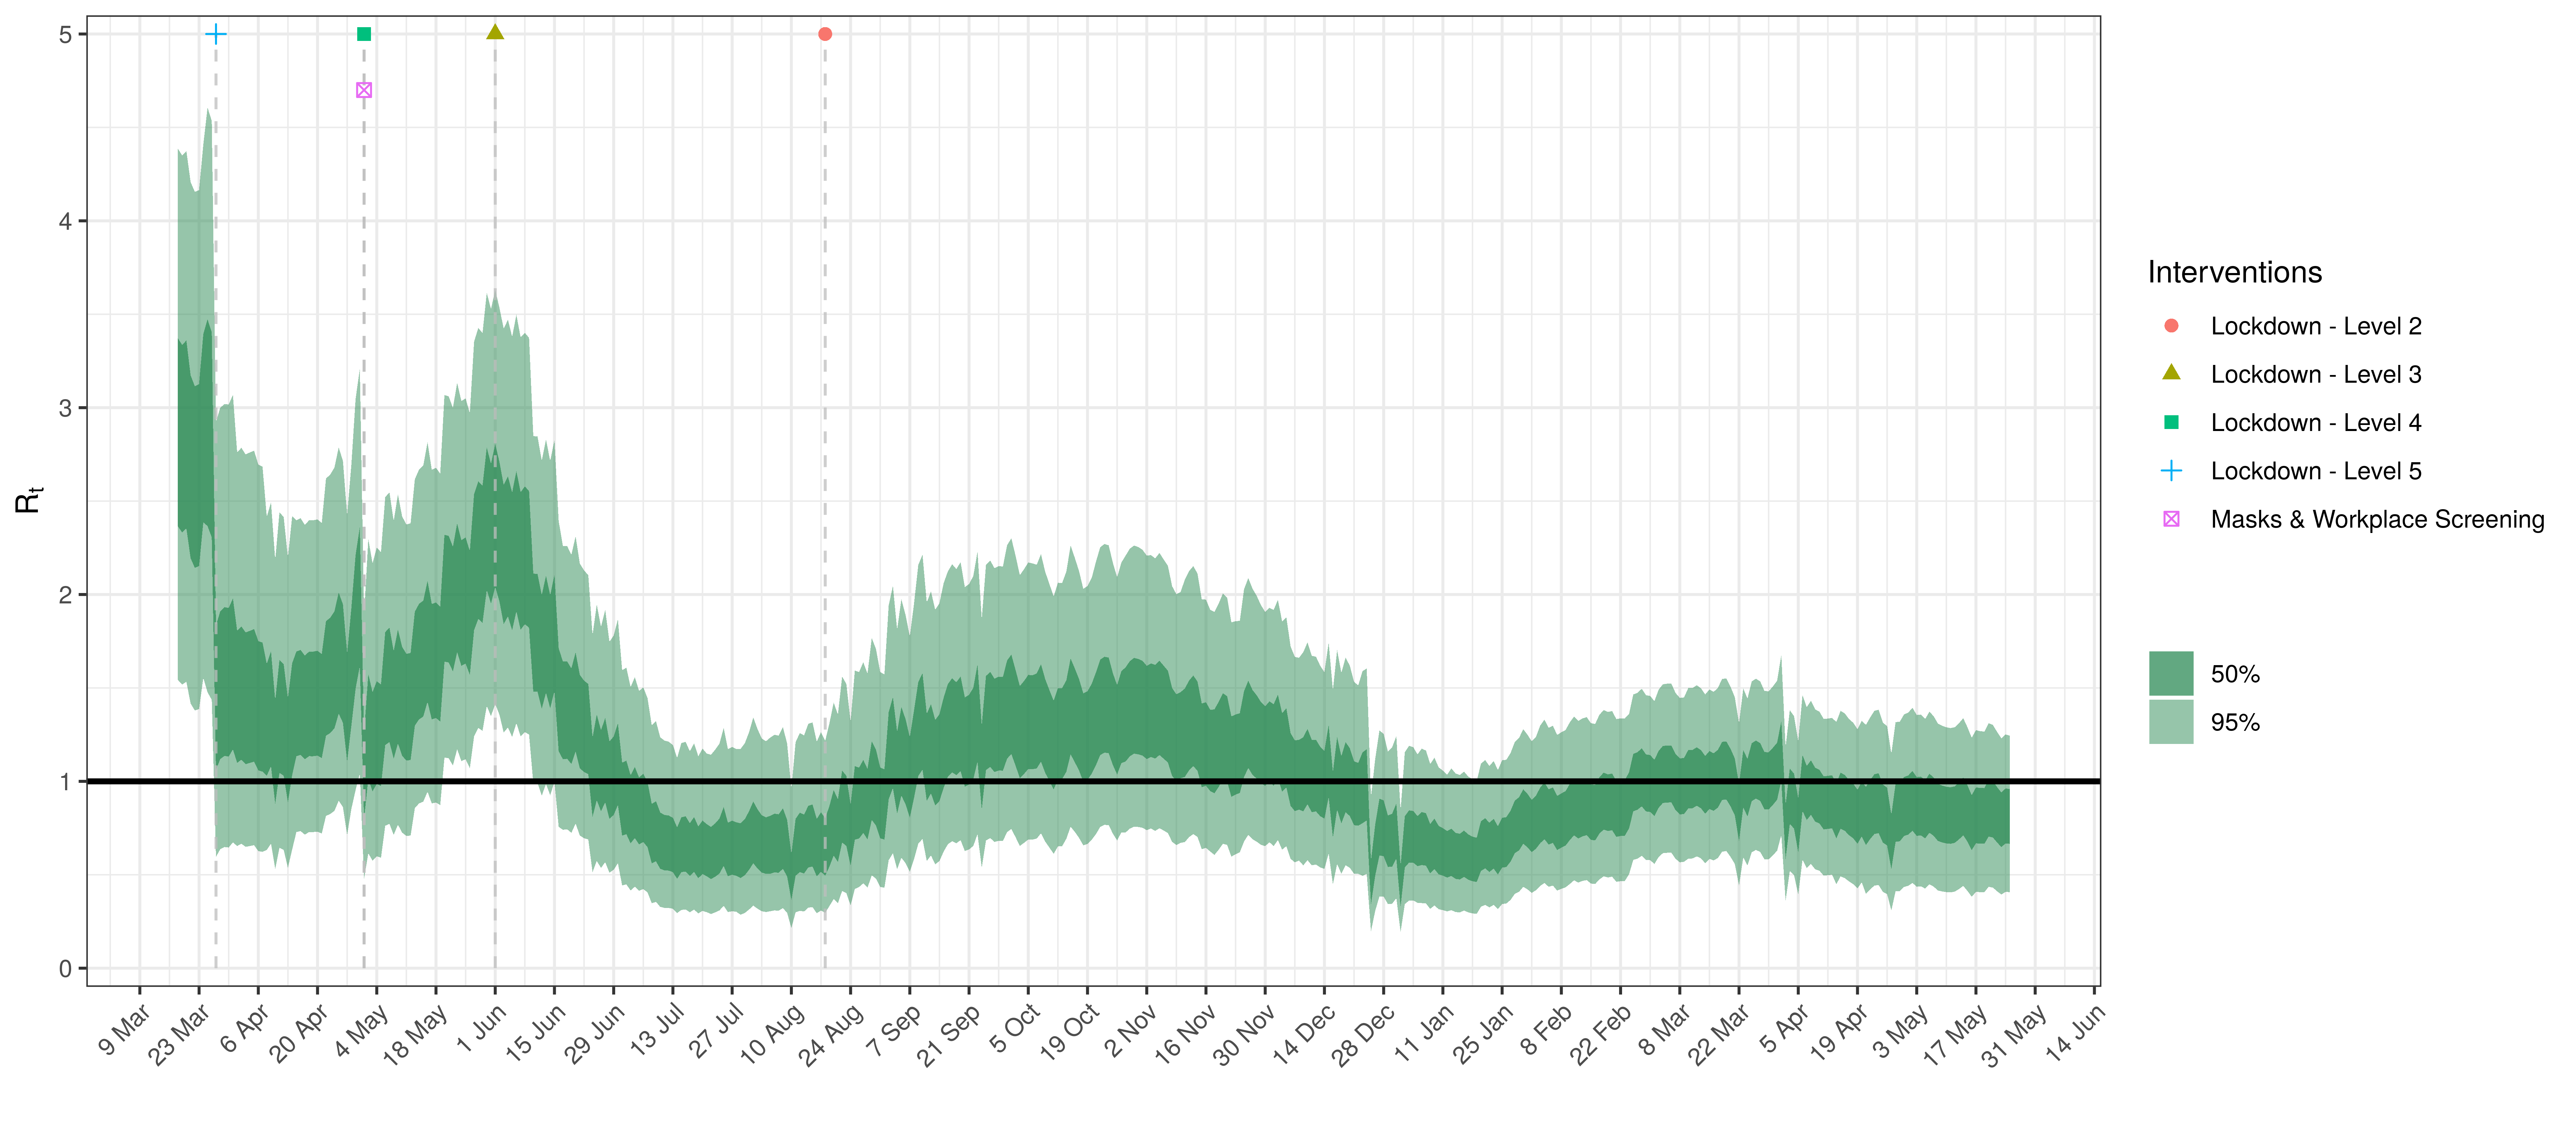 5
4
3
2
1
0
Rt
9 Mar
23 Mar
6 Apr
20 Apr
4 May
18 May
1 Jun
15 Jun
29 Jun
13 Jul
27 Jul
10 Aug
24 Aug
7 Sep
21 Sep
5 Oct
19 Oct
2 Nov
16 Nov
30 Nov
14 Dec
28 Dec
11 Jan
25 Jan
8 Feb
22 Feb
8 Mar
22 Mar
5 Apr
19 Apr
3 May
17 May
31 May
14 Jun
Interventions
Lockdown - Level 2
Lockdown - Level 3
Lockdown - Level 4
Lockdown - Level 5
Masks & Workplace Screening
50%
95%